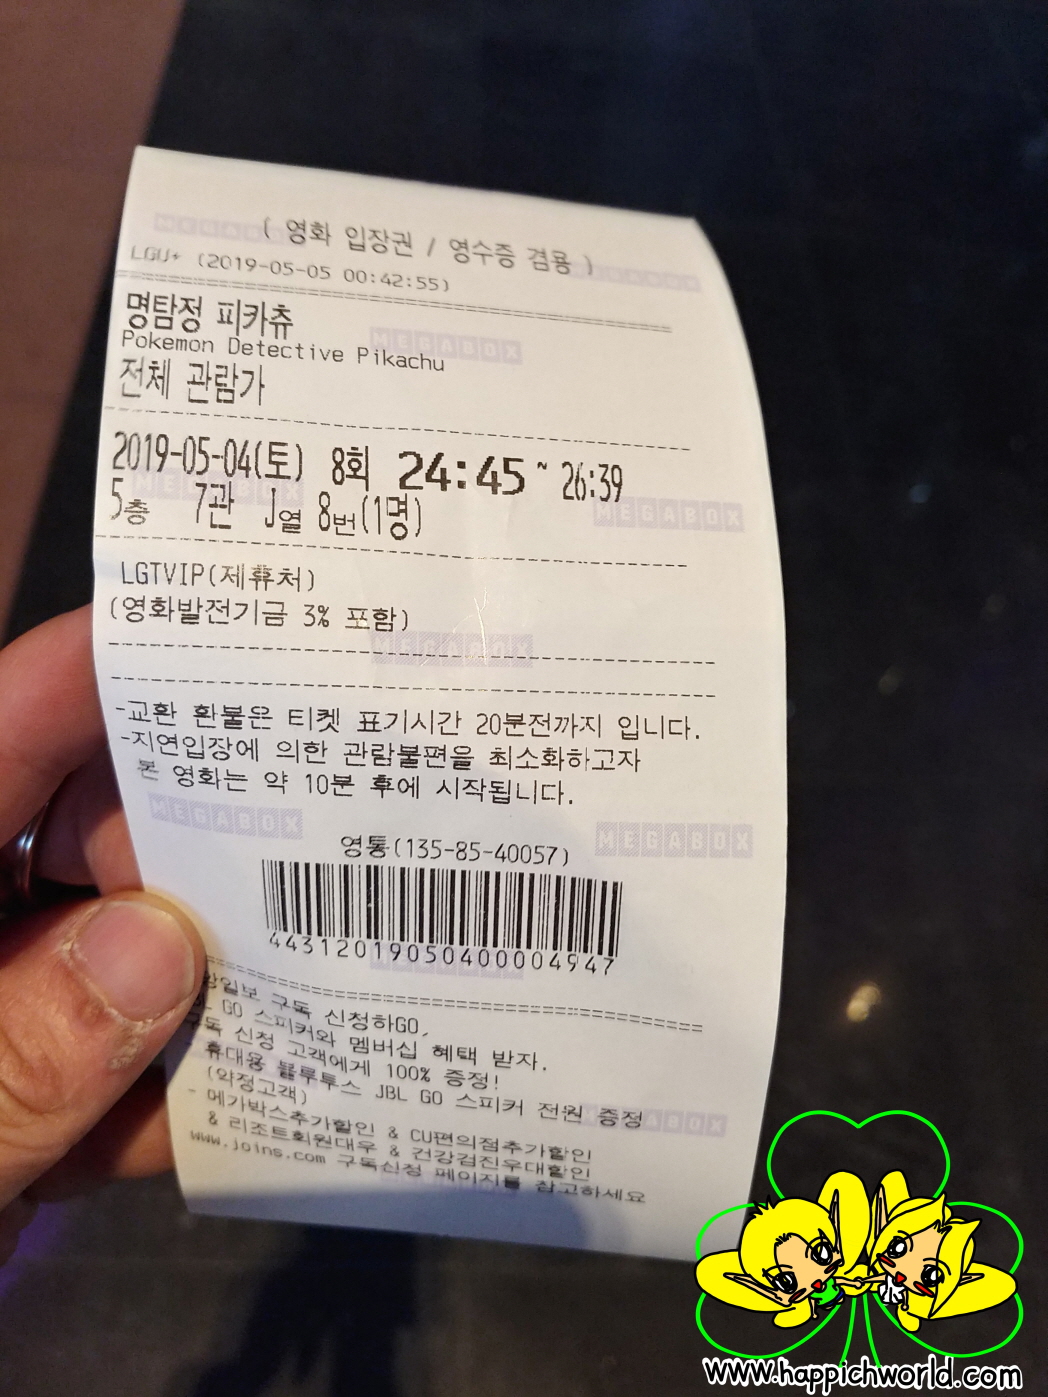 ( 영화 입장권 / 영수증 겸용 )
LGU+ (2019-05-05 00:42:55)
명탐정 피카츄
Pokemon Detective Pikachu
전체 관람가
2019-05-04(토) 8회 24:45 ~ 26:39
5층 7관 J열 8번(1명)
LGTVIP(제휴처)
(영화발전기금 3% 포함)
-교환 환불은 티켓 표기시간 20분전까지 입니다.
-지연입장에 의한 관람불편을 최소화하고자
본 영화는 약 10분 후에 시작됩니다.
영통(135-85-40057)
44312019050400004947
구독 신청하GO,
GO 스피커와 멤버십 혜택 받자.
구독 신청 고객에게 100% 증정!
- 휴대용 블루투스 JBL GO 스피커 전원 증정
(약정고객)
- 메가박스추가할인 & CU편의점추가할인
& 리조트회원대우 & 건강검진우대할인
www.joins.com 구독신청 페이지를 참고하세요
MEGABOX
www.happichworld.com